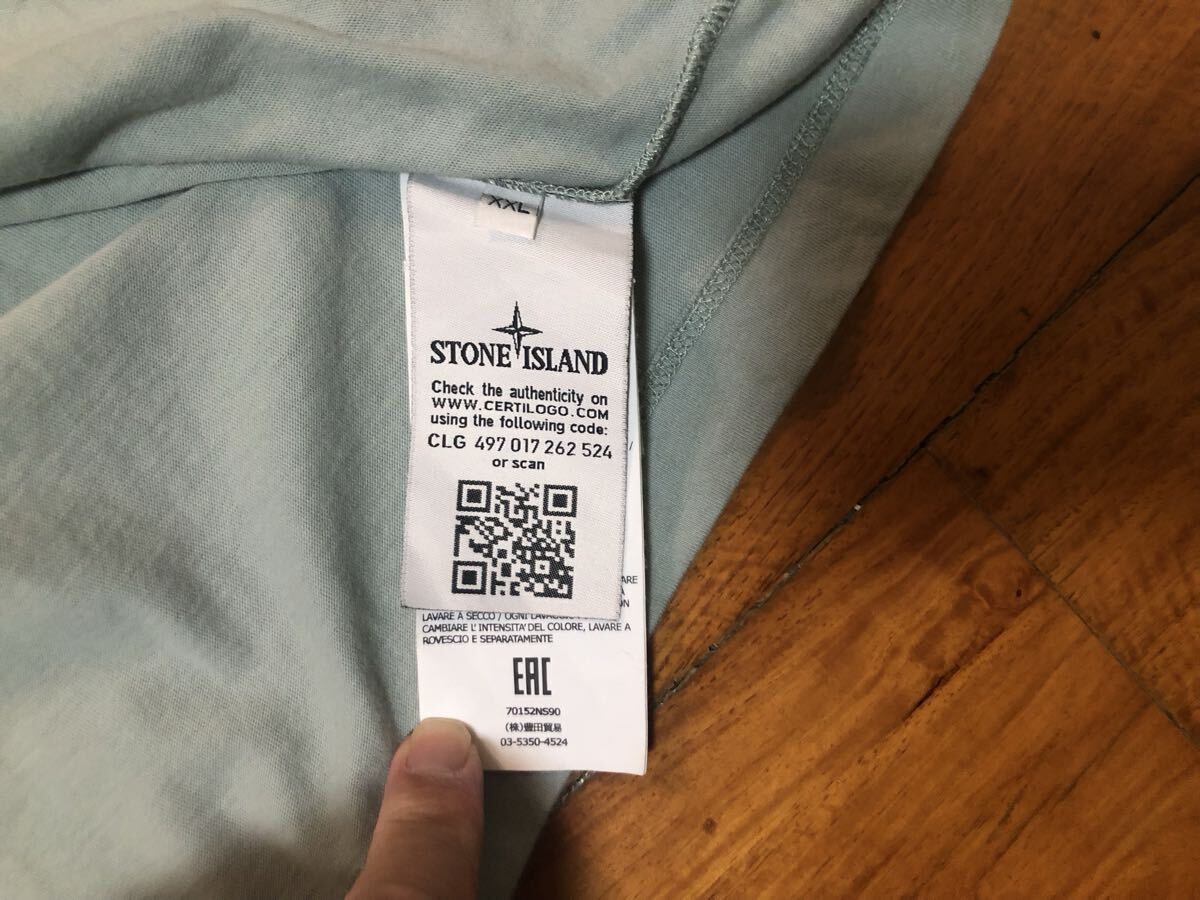 XXL
STONE ISLAND
Check the authenticity on
WWW.CERTILOGO.COM
using the following code:
CLG 497 017 262 524
or scan
LAVARE A SECCO / OGNI
CAMBIARE L' INTENSITA' DEL COLORE, LAVARE A
ROVESCIO E SEPARATAMENTE
EAC
70152NS90
(株)豊田貿易
03-5350-4524